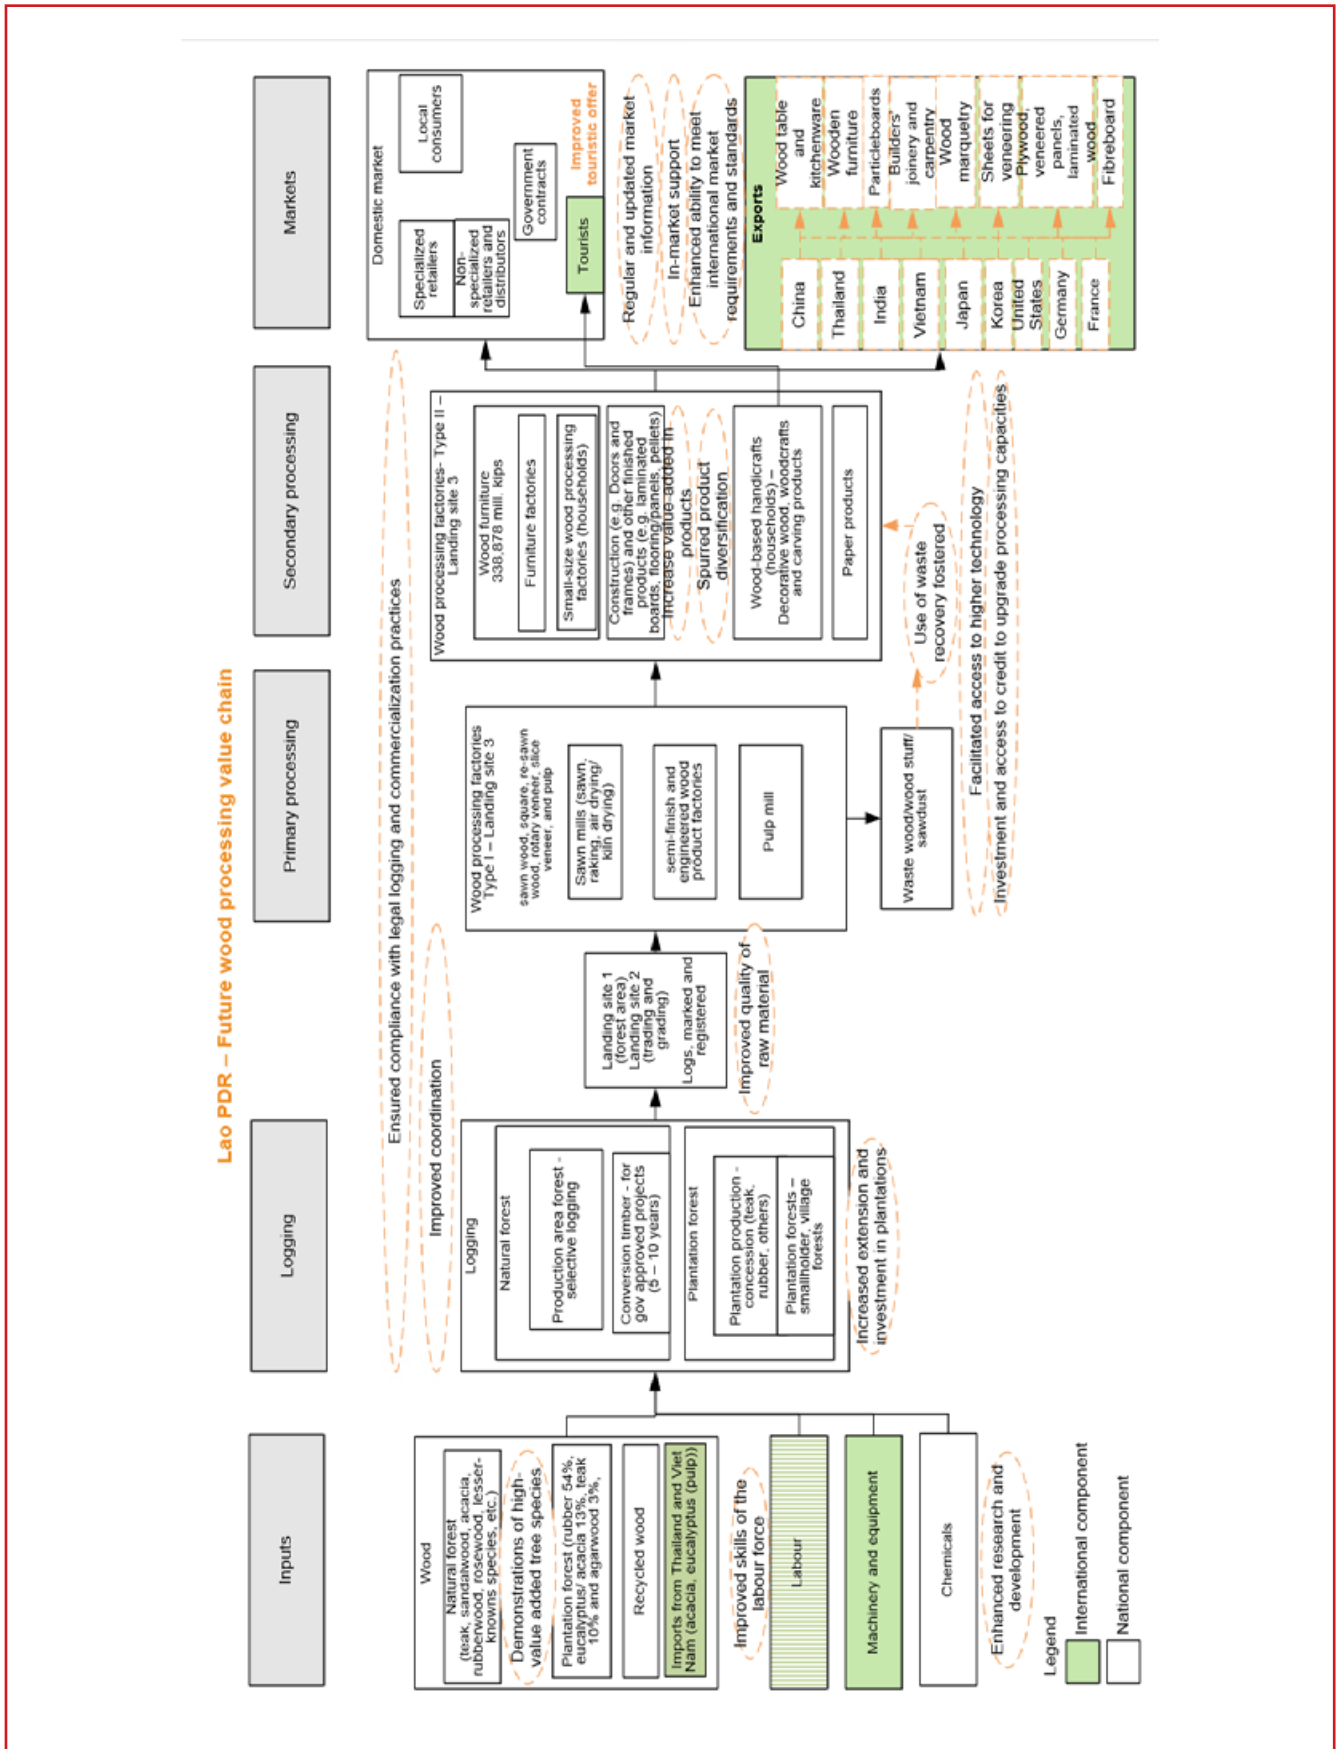 Lao PDR – Future wood processing value chain
Inputs
Logging
Primary processing
Secondary processing
Markets
Ensured compliance with legal logging and commercialization practices
Improved coordination
Wood
Natural forest
(teak, sandalwood, acacia,
rubberwood, rosewood, lesser-
knowns species, etc.)
Demonstrations of high-
value added tree species
Plantation forest (rubber 54%,
eucalyptus/ acacia 13%, teak
10% and agarwood 3%,
Recycled wood
Imports from Thailand and Viet
Nam (acacia, eucalyptus (pulp))
Improved skills of the
labour force
Labour
Machinery and equipment
Chemicals
Enhanced research and
development
Legend
International component
National component
Logging
Natural forest
Production area forest -
selective logging
Conversion timber - for
gov approved projects
(5 – 10 years)
Plantation forest
Plantation production -
concession (teak,
rubber, others)
Plantation forests –
smallholder, village
forests
Increased extension and
investment in plantations
Landing site 1
(forest area)
Landing site 2
(trading and
grading)
Logs, marked and
registered
Improved quality of
raw material
Wood processing factories
Type I – Landing site 3
sawn wood, square, re-sawn
wood, rotary veneer, slice
veneer, and pulp
Sawn mills (sawn,
raking, air drying/
kiln drying)
semi-finish and
engineered wood
product factories
Pulp mill
Waste wood/wood stuff/
sawdust
Wood processing factories- Type II –
Landing site 3
Wood furniture
338,878 mill. kips
Furniture factories
Small-size wood processing
factories (households)
Construction (e.g. Doors and
frames) and other finished
products (e.g. laminated
boards, flooring/panels, pellets)
Increase value added in
products
Spurred product
diversification
Wood-based handicrafts
(households) –
Decorative wood, woodcrafts
and carving products
Paper products
Use of waste
recovery fostered
Facilitated access to higher technology
Investment and access to credit to upgrade processing capacities
Domestic market
Specialized
retailers
Non-
specialized
retailers and
distributors
Local
consumers
Government
contracts
Tourists
Improved
touristic offer
Regular and updated market
information
In-market support
Enhanced ability to meet
international market
requirements and standards
Exports
China
Thailand
India
Vietnam
Japan
Korea
United
States
Germany
France
Wood table
and
kitchenware
Wooden
furniture
Particleboards
Builders'
joinery and
carpentry
Wood
marquetry
Sheets for
veneering
Plywood,
veneered
panels,
laminated
wood
Fibreboard